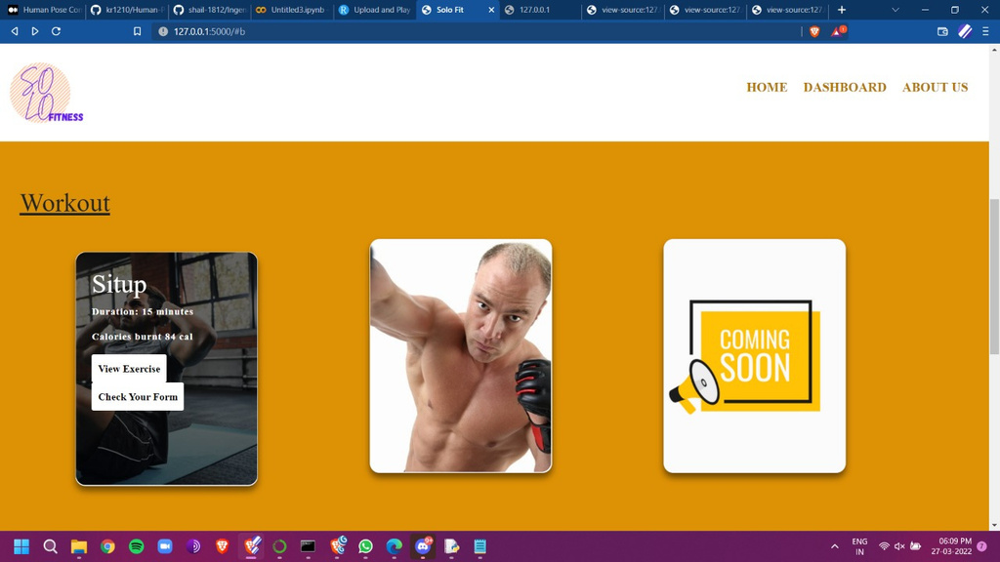 Human Pose Co
kr1210/Human-
shail-1812/Inge
Untitled3.ipynb
Upload and Play
Solo Fit
127.0.0.1
view-source:127.
view-source:127.
view-source:127.
127.0.0.1:5000/#b
SO
LO
FITNESS
HOME
DASHBOARD
ABOUT US
Workout
Situp
Duration: 15 minutes
Calories burnt 84 cal
View Exercise
Check Your Form
COMING
SOON
ENG
IN
06:09 PM
27-03-2022